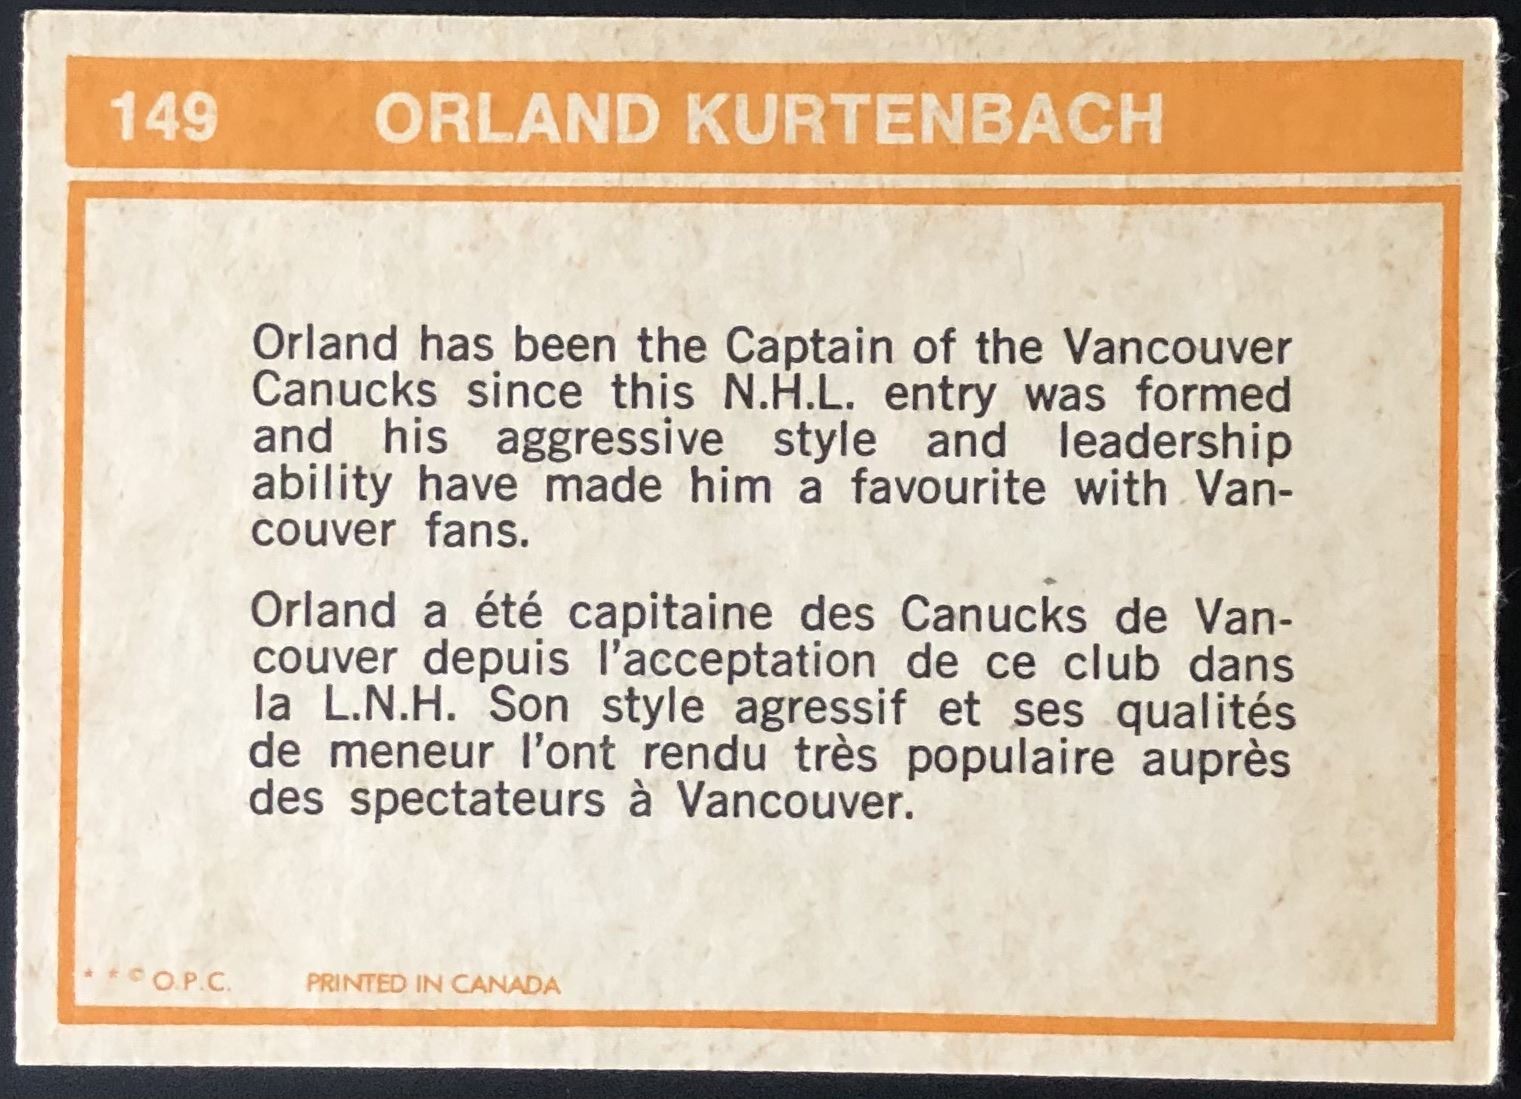 149 ORLAND KURTENBACH
Orland has been the Captain of the Vancouver
Canucks since this N.H.L. entry was formed
and his aggressive style and leadership
ability have made him a favourite with Van-
couver fans.
Orland a été capitaine des Canucks de Van-
couver depuis l'acceptation de ce club dans
la L.N.H. Son style agressif et ses qualités
de meneur l'ont rendu très populaire auprès
des spectateurs à Vancouver.
* * © O.P.C. PRINTED IN CANADA